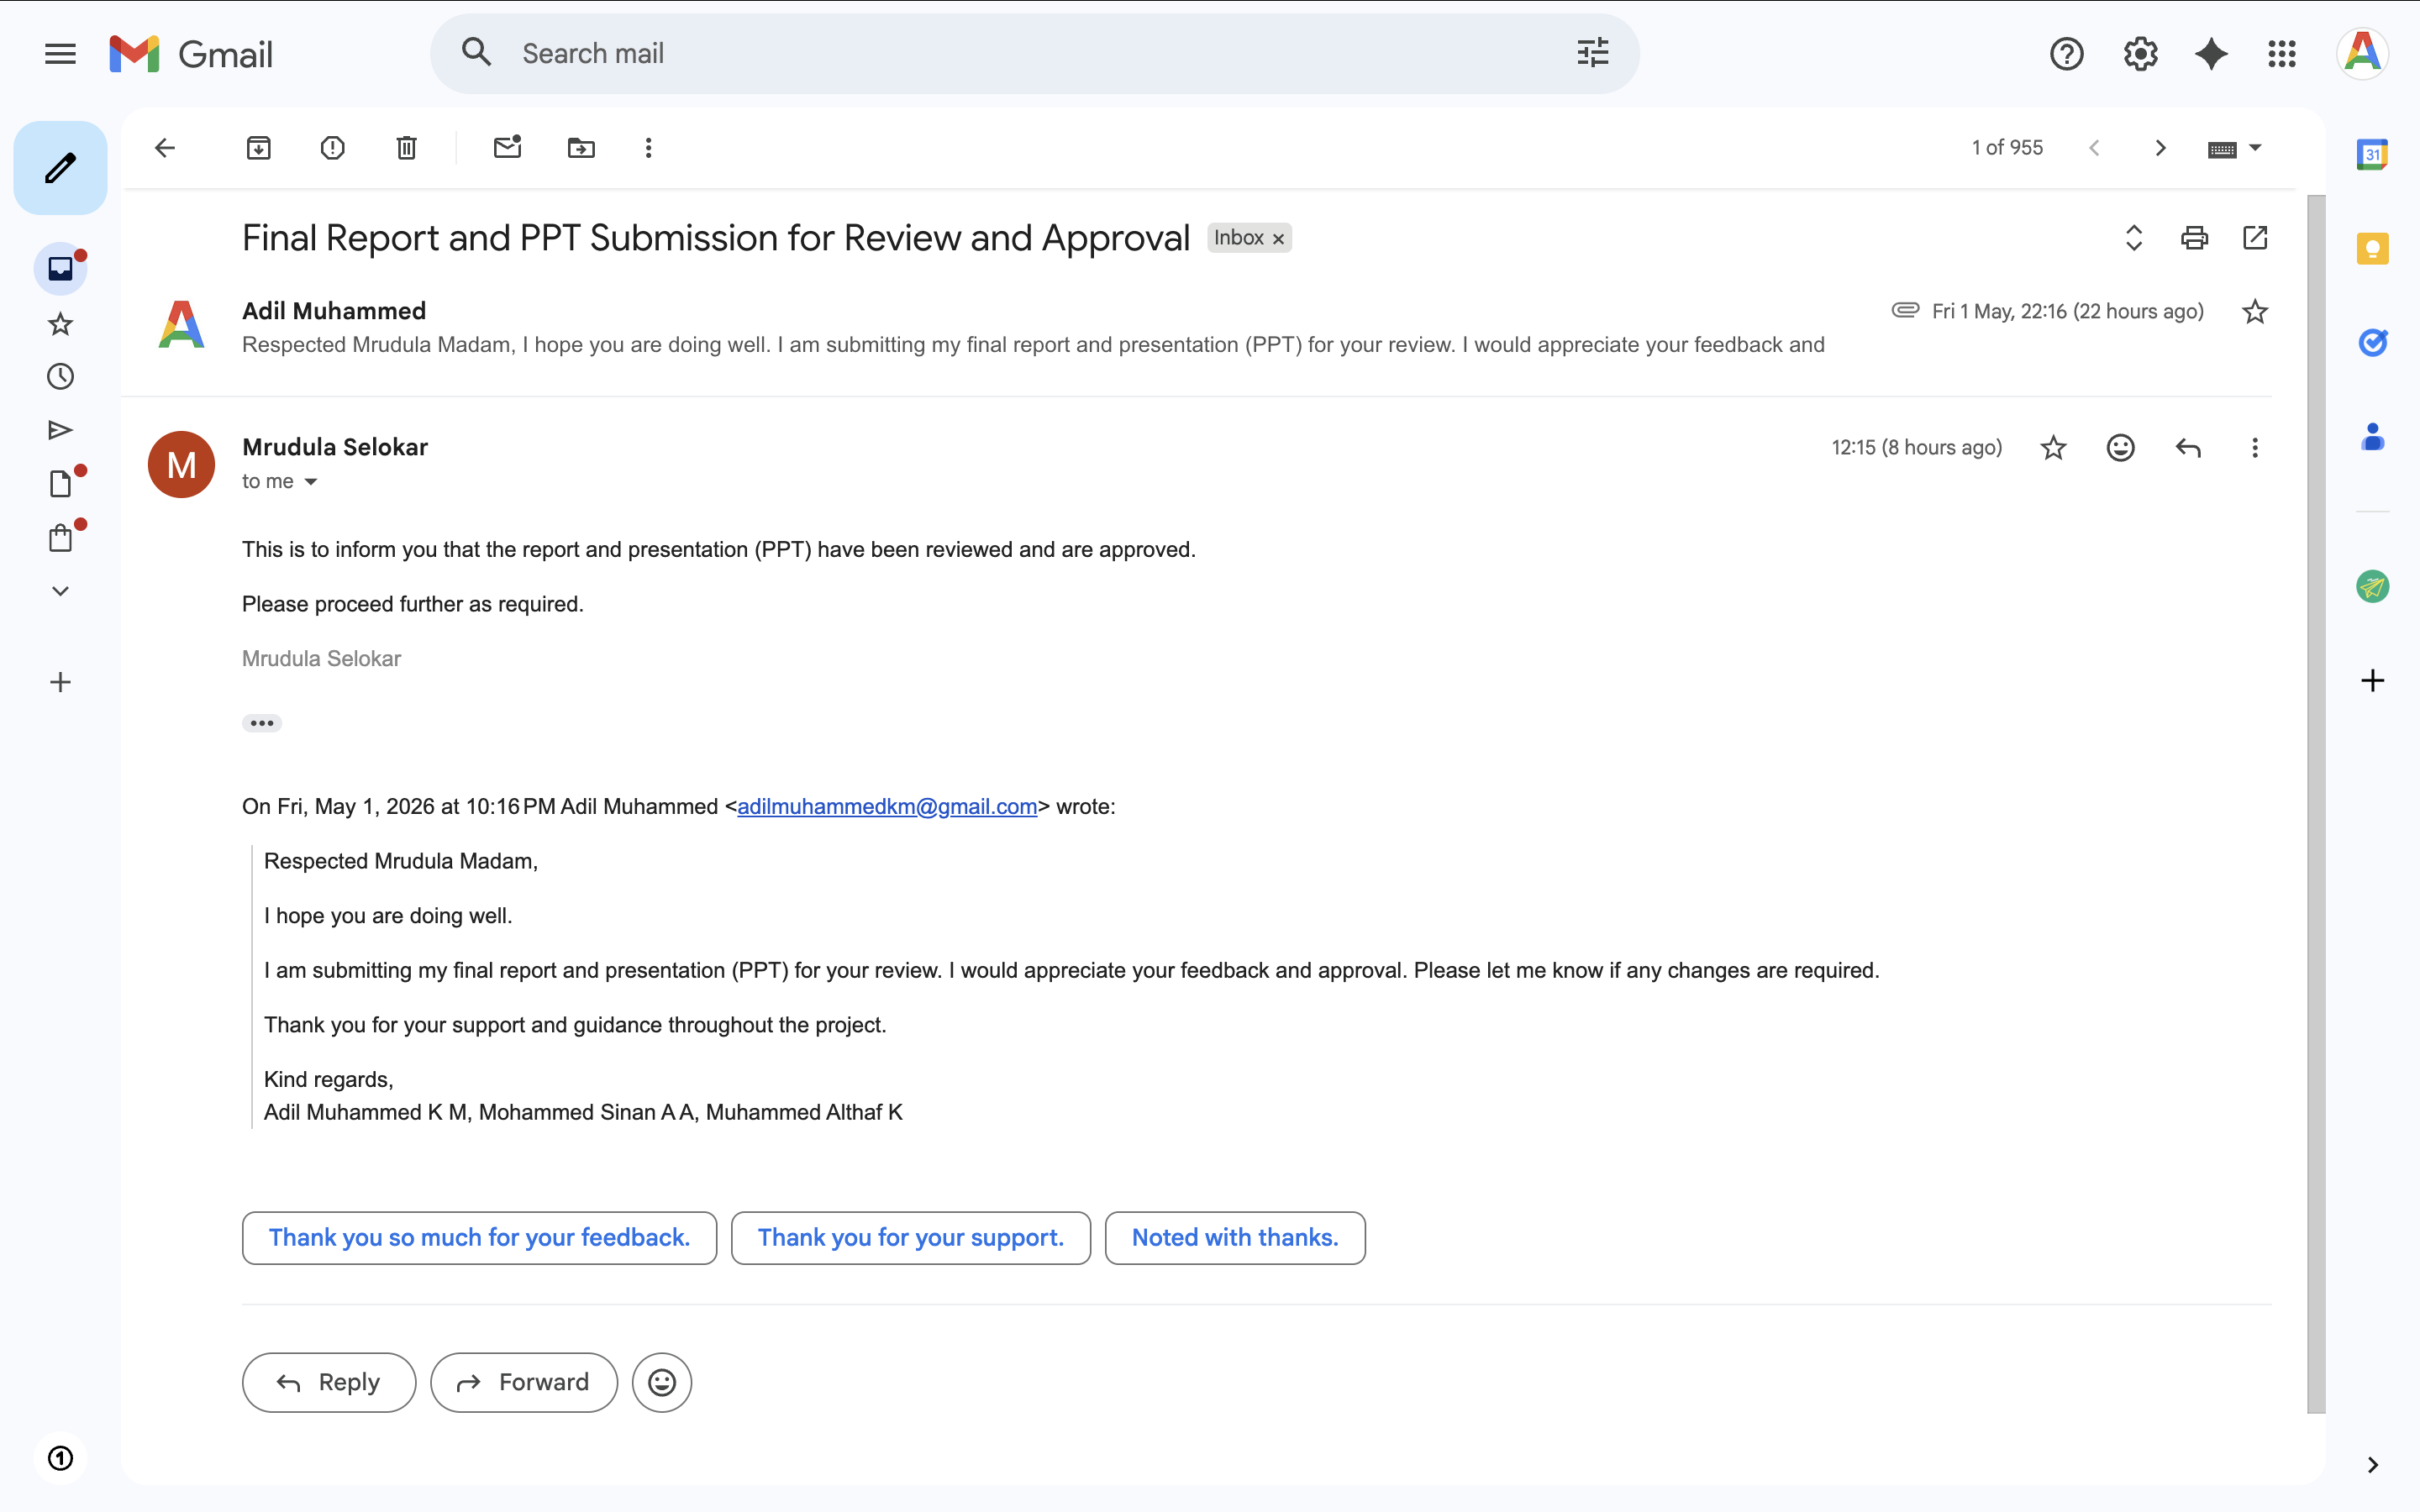 Gmail
Search mail
1 of 955
31
Final Report and PPT Submission for Review and Approval Inbox x
Adil Muhammed
Fri 1 May, 22:16 (22 hours ago)
Respected Mrudula Madam, I hope you are doing well. I am submitting my final report and presentation (PPT) for your review. I would appreciate your feedback and
M
Mrudula Selokar
12:15 (8 hours ago)
to me
This is to inform you that the report and presentation (PPT) have been reviewed and are approved.
Please proceed further as required.
Mrudula Selokar
On Fri, May 1, 2026 at 10:16 PM Adil Muhammed <adilmuhammedkm@gmail.com> wrote:
Respected Mrudula Madam,
I hope you are doing well.
I am submitting my final report and presentation (PPT) for your review. I would appreciate your feedback and approval. Please let me know if any changes are required.
Thank you for your support and guidance throughout the project.
Kind regards,
Adil Muhammed K M, Mohammed Sinan A A, Muhammed Althaf K
Thank you so much for your feedback. Thank you for your support. Noted with thanks.
Reply Forward
1